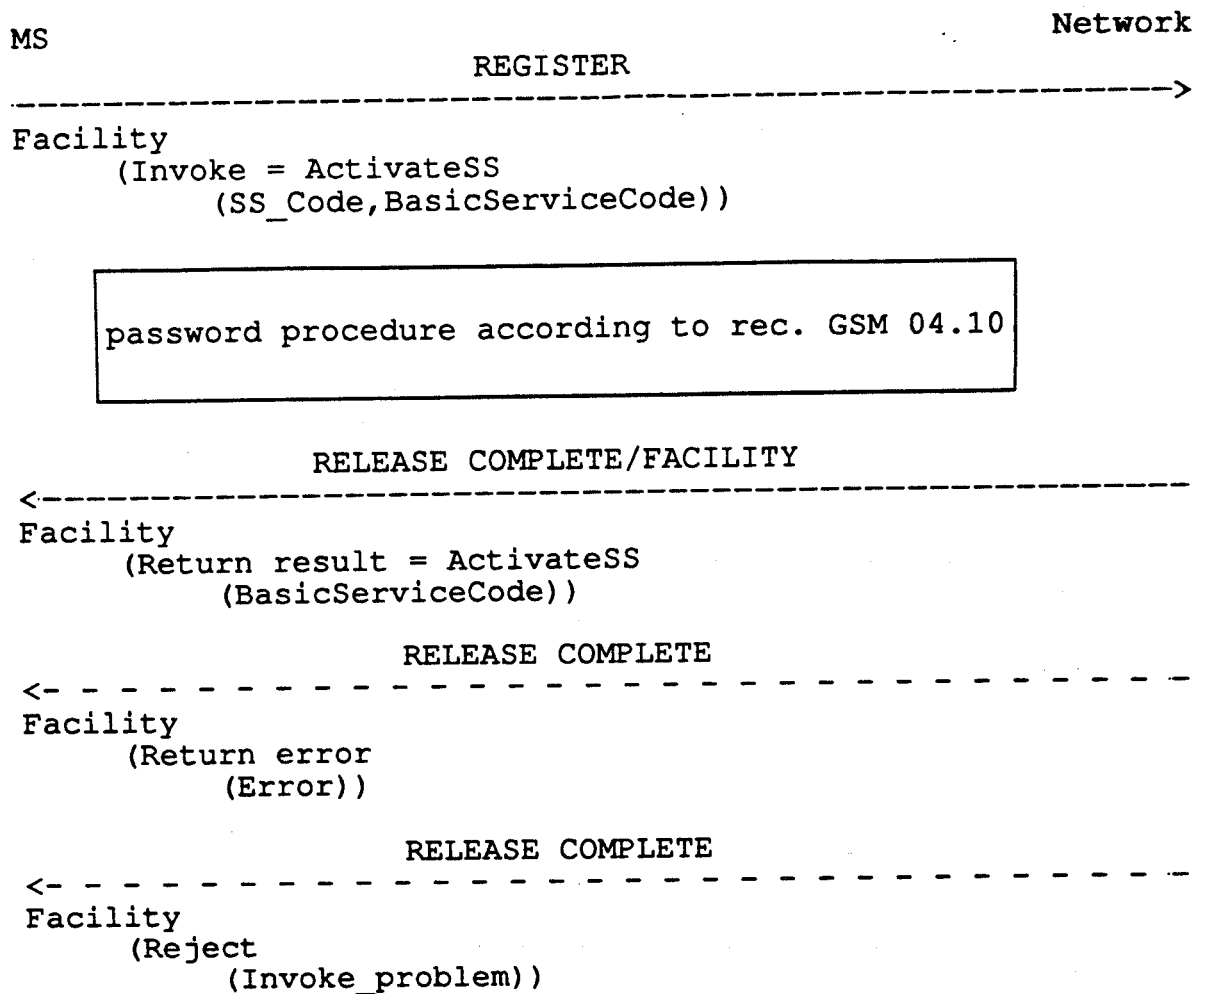 MS Network
REGISTER
Facility
(Invoke = ActivateSS
(SS_Code,BasicServiceCode))
password procedure according to rec. GSM 04.10
RELEASE COMPLETE/FACILITY
Facility
(Return result = ActivateSS
(BasicServiceCode))
RELEASE COMPLETE
Facility
(Return error
(Error))
RELEASE COMPLETE
Facility
(Reject
(Invoke_problem))